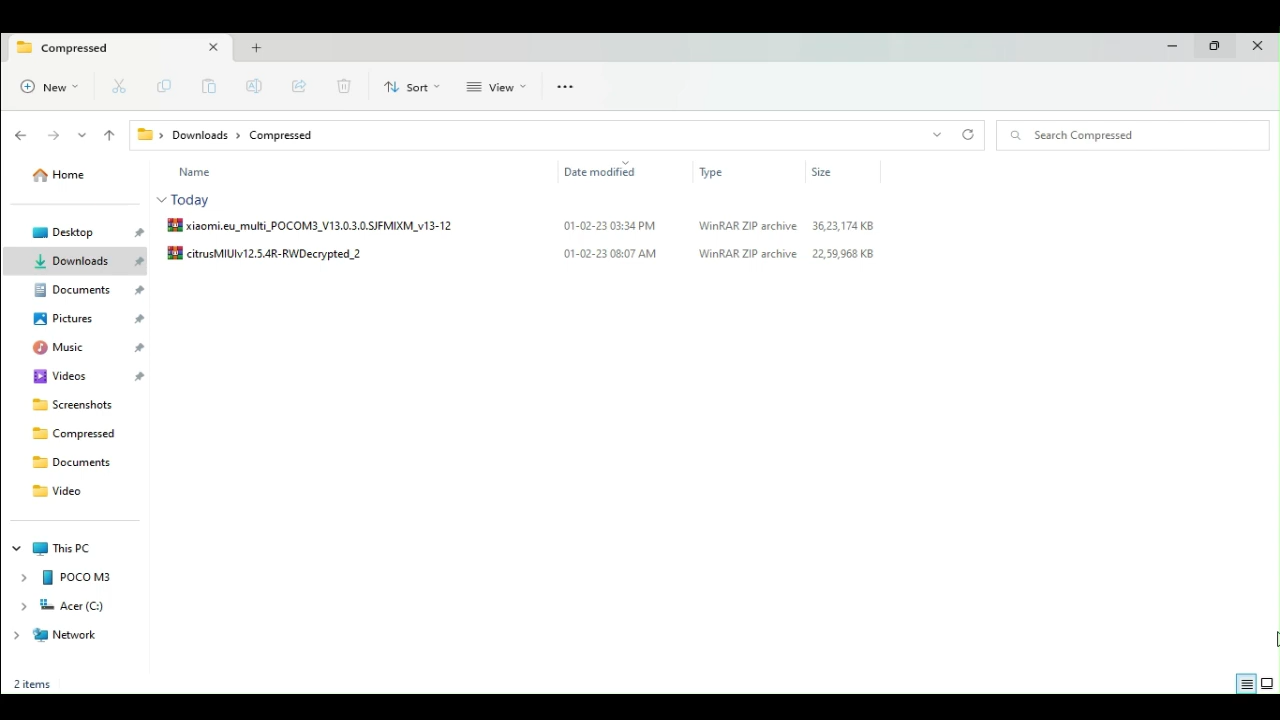 Compressed
New
Sort
View
Downloads > Compressed
Search Compressed
Name
Date modified
Type
Size
Today
xiaomi.eu_multi_POCOM3_V13.0.3.0.SJFMIXM_v13-12 01-02-23 03:34 PM WinRAR ZIP archive 36,23,174 KB
citrusMIUIv12.5.4R-RWDecrypted_2 01-02-23 08:07 AM WinRAR ZIP archive 22,59,968 KB
Home
Desktop
Downloads
Documents
Pictures
Music
Videos
Screenshots
Compressed
Documents
Video
This PC
POCO M3
Acer (C:)
Network
2 items